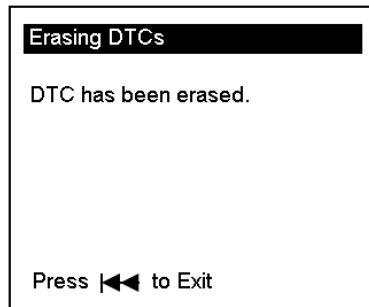 Erasing DTCs
DTC has been erased.
Press |◀◀ to Exit